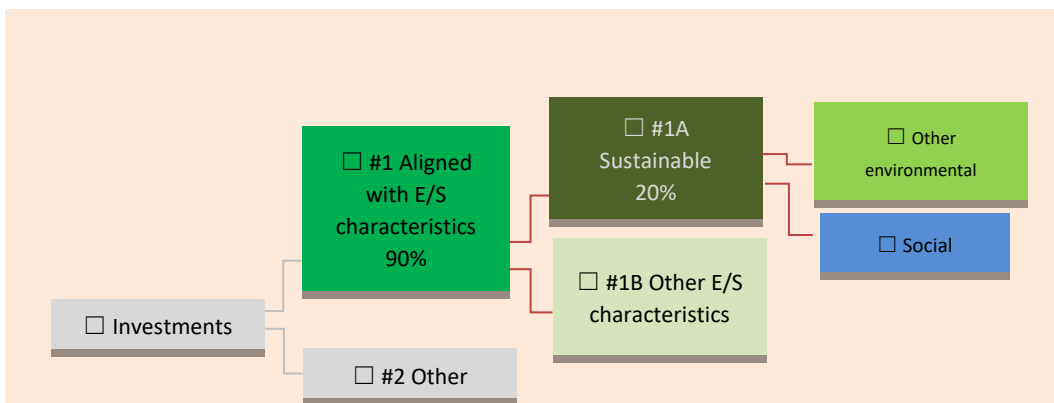 ☐ #1A
Sustainable
20%
☐ Other
environmental
☐ #1 Aligned
with E/S
characteristics
90%
☐ Social
☐ #1B Other E/S
characteristics
☐ Investments
☐ #2 Other